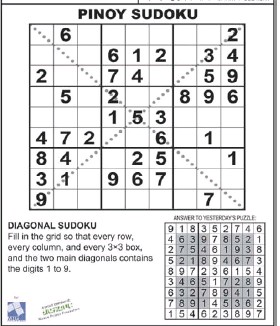 PINOY SUDOKU
6 2
6 1 2 3 4
2 7 4 5 9
5 2 8 9 6
1 5 3
4 7 2 6 1
8 4 2 5 1
3 1 9 6 7
9 7
DIAGONAL SUDOKU
Fill in the grid so that every row,
every column, and every 3×3 box,
and the two main diagonals contains
the digits 1 to 9.
ANSWER TO YESTERDAY'S PUZZLE:
9 1 8 3 5 2 7 4 6
4 6 3 9 7 8 5 2 1
2 7 5 4 6 1 9 3 8
5 2 1 8 9 4 6 7 3
8 9 7 2 3 6 1 5 4
3 4 6 5 1 7 2 8 9
6 3 2 7 8 9 4 1 5
7 8 9 1 4 5 3 6 2
1 5 4 6 2 3 8 9 7